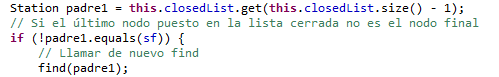 Station padre1 = this.closedList.get(this.closedList.size() - 1);
// Si el último nodo puesto en la lista cerrada no es el nodo final
if (!padre1.equals(sf)) {
// Llamar de nuevo find
find(padre1);